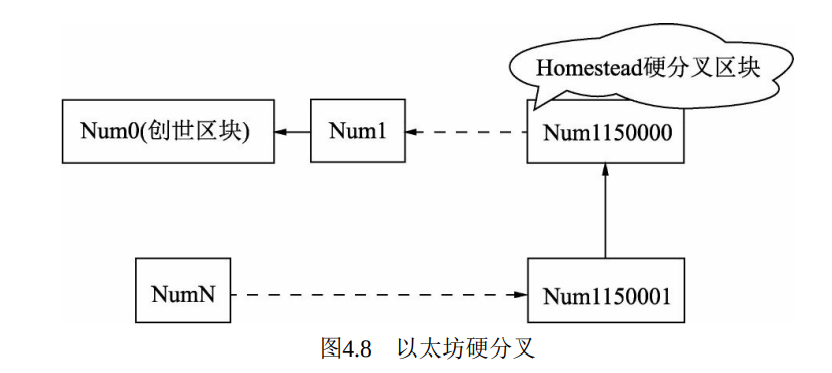 Homestead硬分叉区块
Num0(创世区块)
Num1
Num1150000
NumN
Num1150001
图4.8 以太坊硬分叉